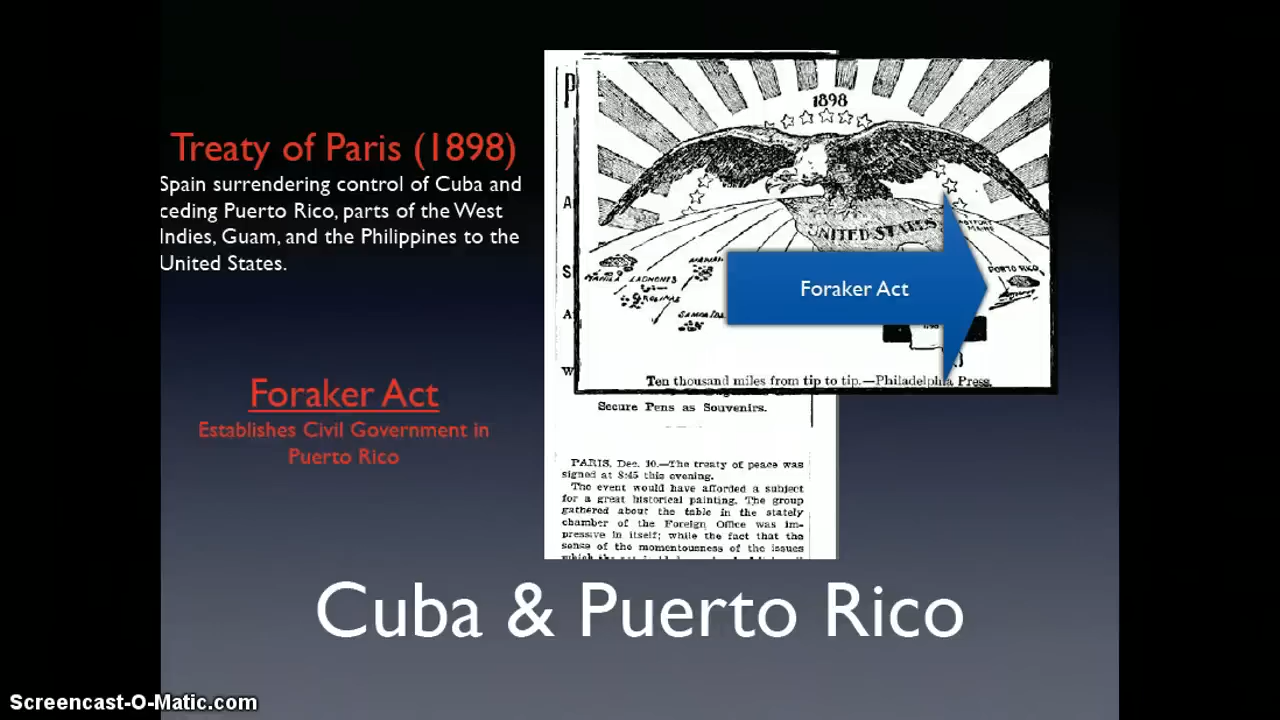 Treaty of Paris (1898)
Spain surrendering control of Cuba and
ceding Puerto Rico, parts of the West
Indies, Guam, and the Philippines to the
United States.
Foraker Act
Establishes Civil Government in
Puerto Rico
P
A
S
A
W
1898
UNITED STATES
MANILA
LADRONES
HAWAII
CAROLINAS
SAMOA
PORTO RICO
Foraker Act
Ten thousand miles from tip to tip.—Philadelphia Press.
Secure Pens as Souvenirs.
PARIS, Dec. 10.—The treaty of peace was
signed at 8:45 this evening.
The event would have afforded a subject
for a great historical painting. The group
gathered about the table in the stately
chamber of the Foreign Office was im-
pressive in itself; while the fact that the
sense of the momentousness of the issues
Cuba & Puerto Rico
Screencast-O-Matic.com